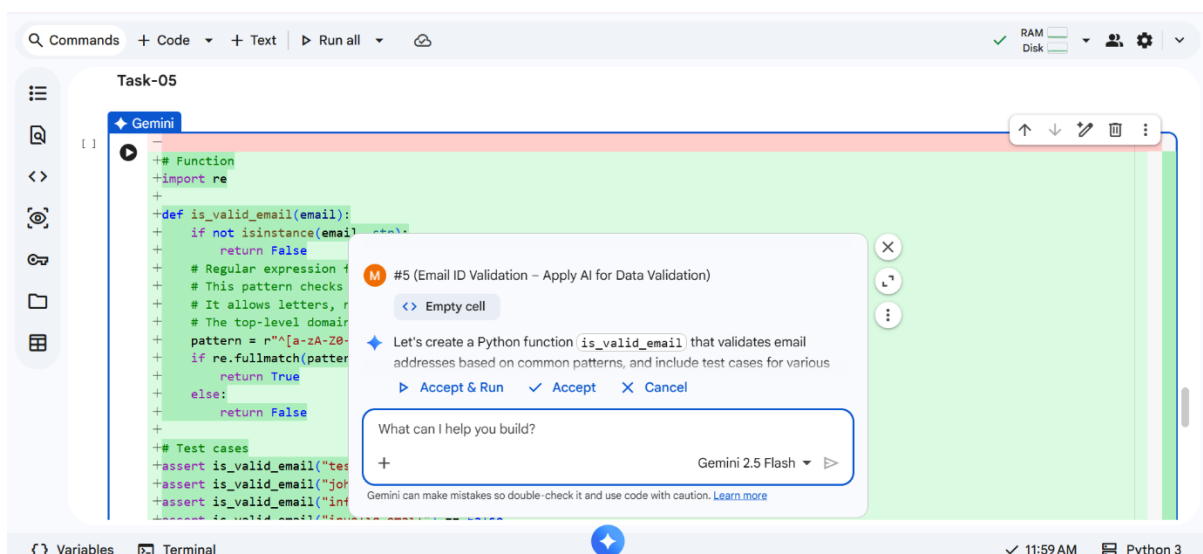 Commands + Code + Text Run all
RAM
Disk
Task-05
Gemini
[ ]
-
+# Function
+import re
+
+def is_valid_email(email):
+ if not isinstance(email, str):
+ return False
+ # Regular expression
+ # This pattern checks
+ # It allows letters,
+ # The top-level domain
+ pattern = r"^[a-zA-Z0-
+ if re.fullmatch(patter
+ return True
+ else:
+ return False
+
+# Test cases
+assert is_valid_email("tes
+assert is_valid_email("joh
+assert is_valid_email("inf
M #5 (Email ID Validation – Apply AI for Data Validation)
<> Empty cell
Let's create a Python function is_valid_email that validates email
addresses based on common patterns, and include test cases for various
Accept & Run Accept Cancel
What can I help you build?
+ Gemini 2.5 Flash
Gemini can make mistakes so double-check it and use code with caution. Learn more
{} Variables Terminal 11:59 AM Python 3